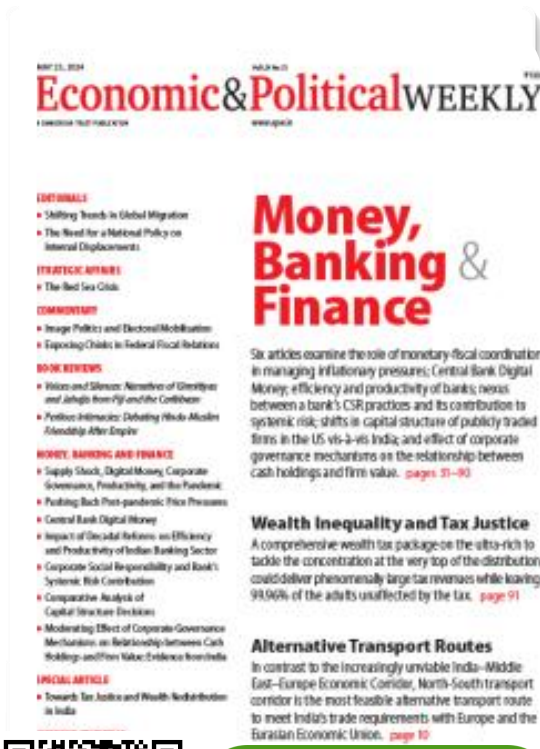 MAY 25, 2024
Vol LIX No 21
Economic&PoliticalWEEKLY
A SAMEEKSHA TRUST PUBLICATION
www.epw.in
EDITORIALS
Shifting Trends in Global Migration
The Need for a National Policy on
Internal Displacements
STRATEGIC AFFAIRS
The Red Sea Crisis
COMMENTARY
Image Politics and Electoral Mobilisation
Exposing Chinks in Federal Fiscal Relations
BOOK REVIEWS
Voices and Silences: Narratives of Girmitiyas
and Jahajis from Fiji and the Caribbean
Perilous Intimacies: Debating Hindu-Muslim
Friendship After Empire
MONEY, BANKING AND FINANCE
Supply Shock, Digital Money, Corporate
Governance, Productivity, and the Pandemic
Pushing Back Post-pandemic Price Pressures
Central Bank Digital Money
Impact of Decadal Reforms on Efficiency
and Productivity of Indian Banking Sector
Corporate Social Responsibility and Bank's
Systemic Risk Contribution
Comparative Analysis of
Capital Structure Decisions
Moderating Effect of Corporate Governance
Mechanisms on Relationship between Cash
Holdings and Firm Value: Evidence from India
SPECIAL ARTICLE
Towards Tax Justice and Wealth Redistribution
in India
Money,
Banking &
Finance
Six articles examine the role of monetary-fiscal coordination
in managing inflationary pressures; Central Bank Digital
Money; efficiency and productivity of banks; nexus
between a bank's CSR practices and its contribution to
systemic risk; shifts in capital structure of publicly traded
firms in the US vis-à-vis India; and effect of corporate
governance mechanisms on the relationship between
cash holdings and firm value. pages 31–90
Wealth Inequality and Tax Justice
A comprehensive wealth tax package on the ultra-rich to
tackle the concentration at the very top of the distribution
could deliver phenomenally large tax revenues while leaving
99.96% of the adults unaffected by the tax. page 91
Alternative Transport Routes
In contrast to the increasingly unviable India–Middle
East–Europe Economic Corridor, North–South transport
corridor is the most feasible alternative transport route
to meet India's trade requirements with Europe and the
Eurasian Economic Union. page 10